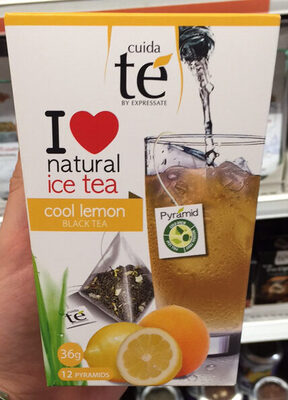 cuida
té
BY EXPRESSATE
I
natural
ice tea
cool lemon
BLACK TEA
Pyramid
té
36g
12 PYRAMIDS